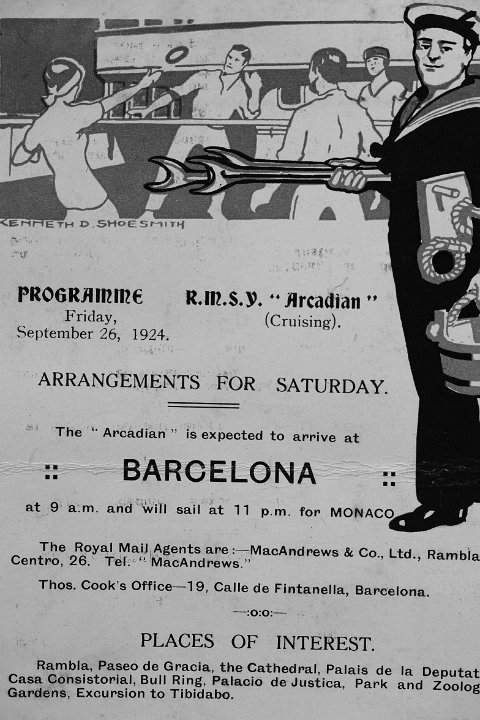 KENNETH D. SHOESMITH
PROGRAMME R.M.S.Y. “ Arcadian ”
Friday, (Cruising).
September 26, 1924.
ARRANGEMENTS FOR SATURDAY.
The “ Arcadian ” is expected to arrive at
:: BARCELONA ::
at 9 a.m. and will sail at 11 p.m. for MONACO
The Royal Mail Agents are :—MacAndrews & Co., Ltd., Rambla
Centro, 26. Tel. “ MacAndrews.”
Thos. Cook's Office—19, Calle de Fintanella, Barcelona.
—:o:o:—
PLACES OF INTEREST.
Rambla, Paseo de Gracia, the Cathedral, Palais de la Deputat
Casa Consistorial, Bull Ring, Palacio de Justica, Park and Zoolog
Gardens, Excursion to Tibidabo.